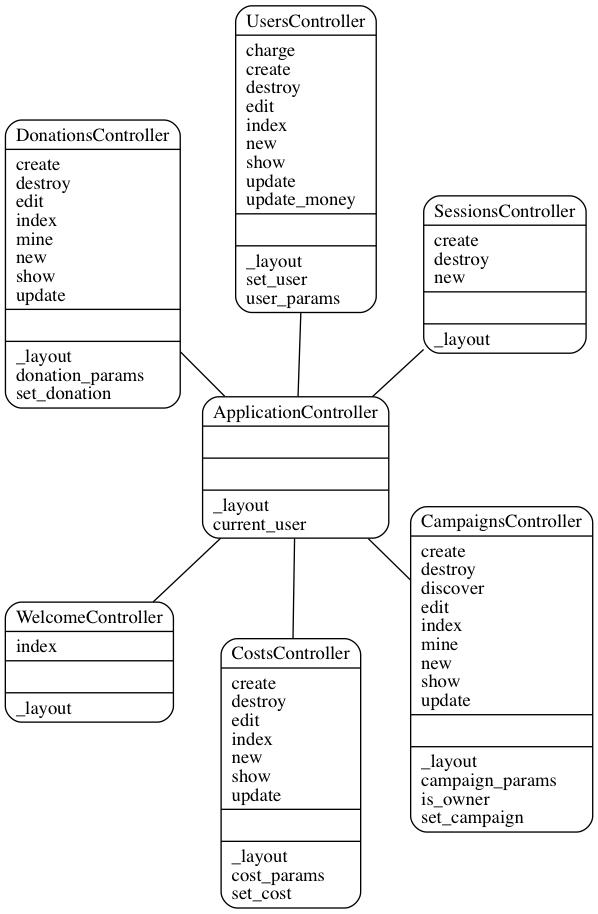 UsersController
charge
create
destroy
edit
index
new
show
update
update_money
_layout
set_user
user_params
DonationsController
create
destroy
edit
index
mine
new
show
update
_layout
donation_params
set_donation
SessionsController
create
destroy
new
_layout
ApplicationController
_layout
current_user
CampaignsController
create
destroy
discover
edit
index
mine
new
show
update
_layout
campaign_params
is_owner
set_campaign
WelcomeController
index
_layout
CostsController
create
destroy
edit
index
new
show
update
_layout
cost_params
set_cost